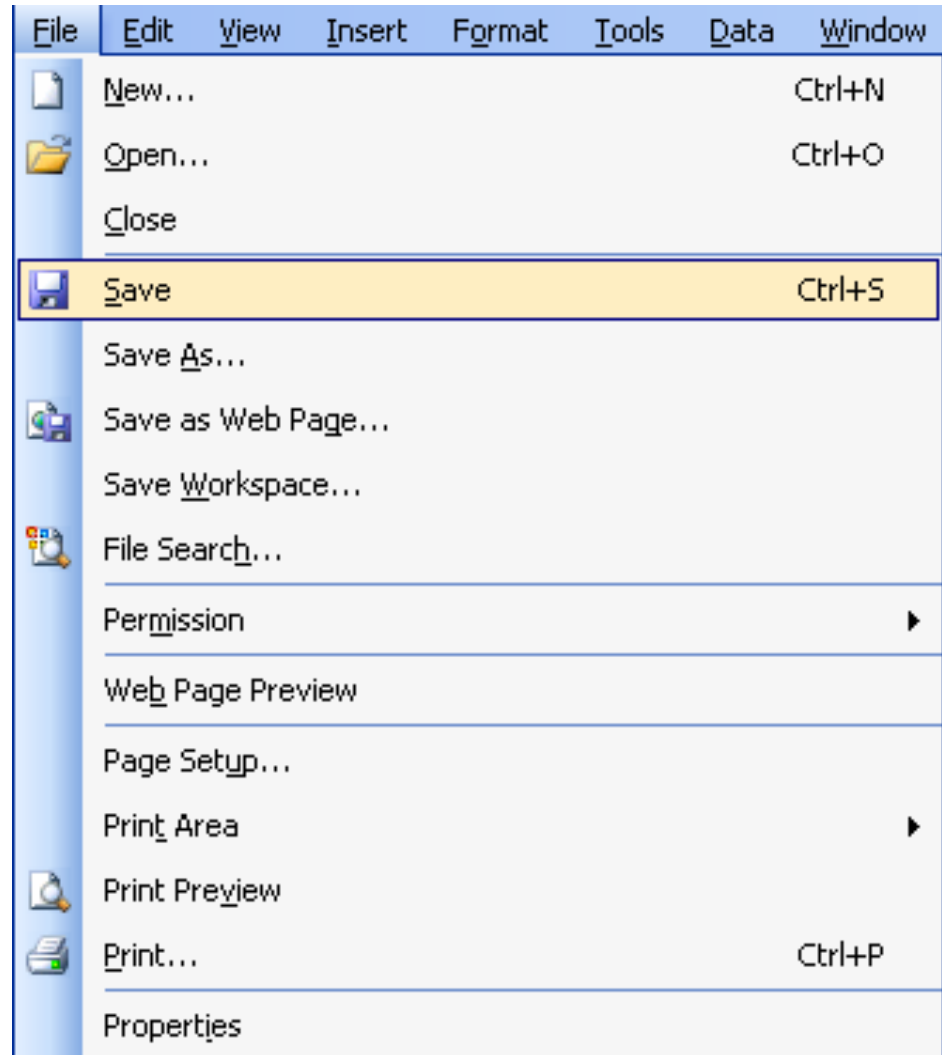 File Edit View Insert Format Tools Data Window
New... Ctrl+N
Open... Ctrl+O
Close
Save Ctrl+S
Save As...
Save as Web Page...
Save Workspace...
File Search...
Permission
Web Page Preview
Page Setup...
Print Area
Print Preview
Print... Ctrl+P
Properties